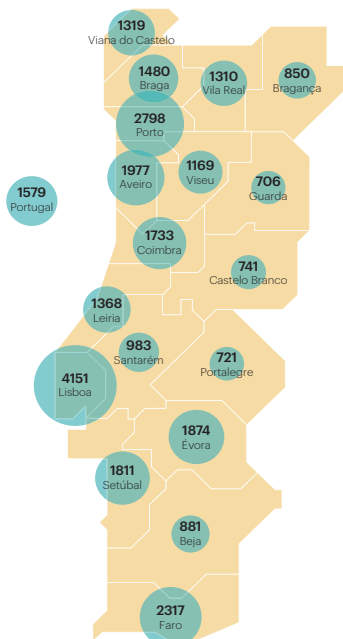 1319
Viana do Castelo
1480
Braga
1310
Vila Real
850
Bragança
2798
Porto
1977
Aveiro
1169
Viseu
706
Guarda
1579
Portugal
1733
Coimbra
741
Castelo Branco
1368
Leiria
983
Santarém
721
Portalegre
4151
Lisboa
1874
Évora
1811
Setúbal
881
Beja
2317
Faro